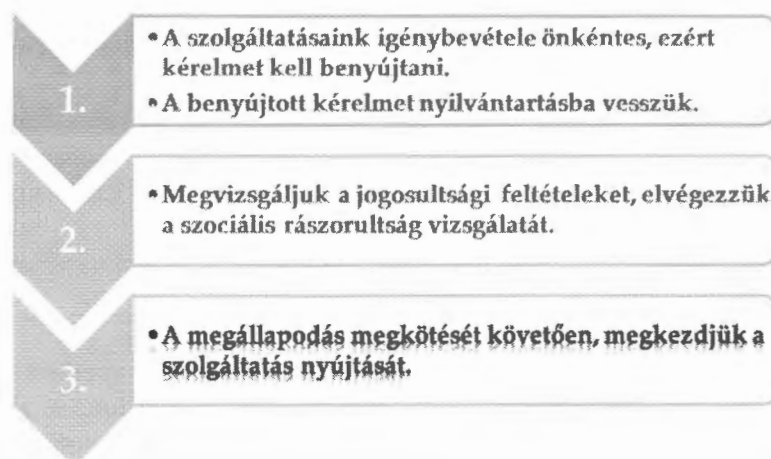 1.
• A szolgáltatásaink igénybevétele önkéntes, ezért
kérelmet kell benyújtani.
• A benyújtott kérelmet nyilvántartásba vesszük.
2.
• Megvizsgáljuk a jogosultsági feltételeket, elvégezzük
a szociális rászorultság vizsgálatát.
3.
• A megállapodás megkötését követően, megkezdjük a
szolgáltatás nyújtását.